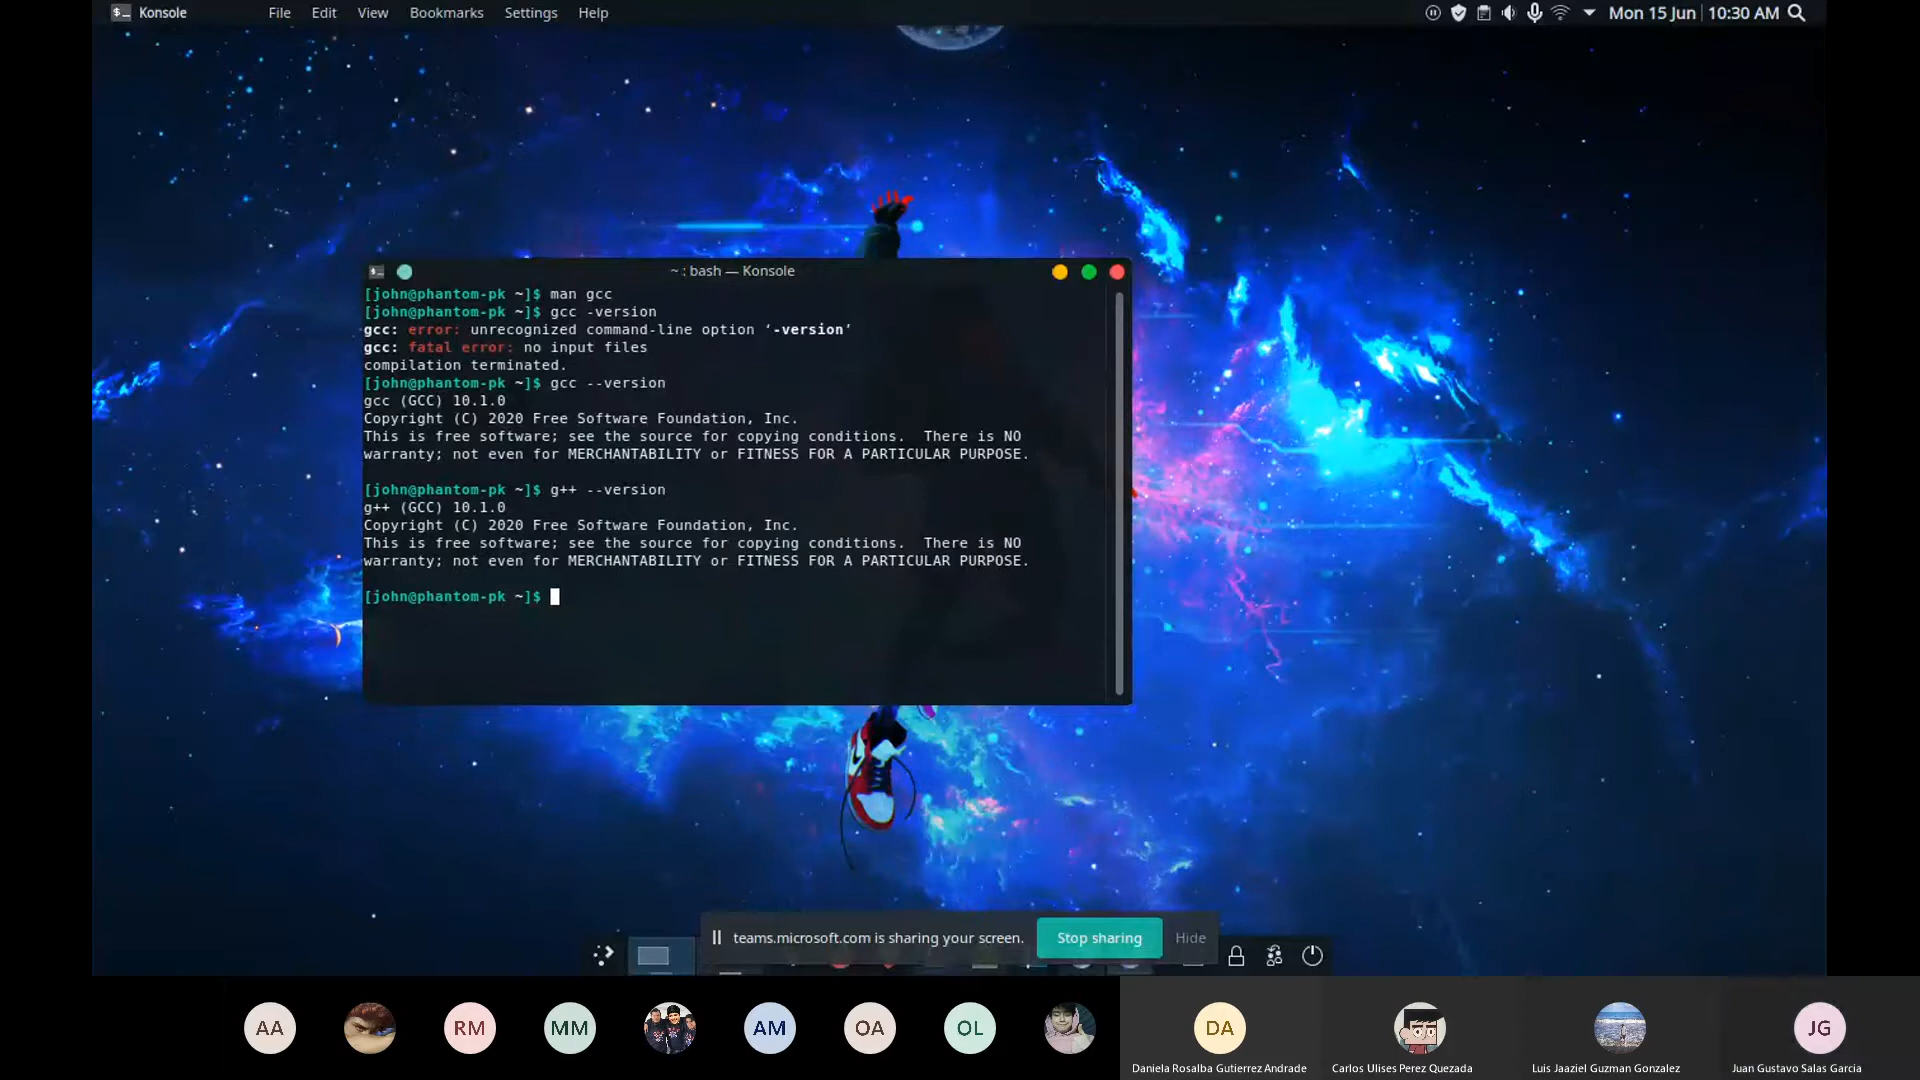 Konsole File Edit View Bookmarks Settings Help Mon 15 Jun 10:30 AM
~ : bash — Konsole
[john@phantom-pk ~]$ man gcc
[john@phantom-pk ~]$ gcc -version
gcc: error: unrecognized command-line option ‘-version’
gcc: fatal error: no input files
compilation terminated.
[john@phantom-pk ~]$ gcc --version
gcc (GCC) 10.1.0
Copyright (C) 2020 Free Software Foundation, Inc.
This is free software; see the source for copying conditions.  There is NO
warranty; not even for MERCHANTABILITY or FITNESS FOR A PARTICULAR PURPOSE.
[john@phantom-pk ~]$ g++ --version
g++ (GCC) 10.1.0
Copyright (C) 2020 Free Software Foundation, Inc.
This is free software; see the source for copying conditions.  There is NO
warranty; not even for MERCHANTABILITY or FITNESS FOR A PARTICULAR PURPOSE.
[john@phantom-pk ~]$
teams.microsoft.com is sharing your screen. Stop sharing Hide
AA RM MM AM OA OL DA JG
Daniela Rosalba Gutierrez Andrade Carlos Ulises Perez Quezada Luis Jaaziel Guzman Gonzalez Juan Gustavo Salas Garcia